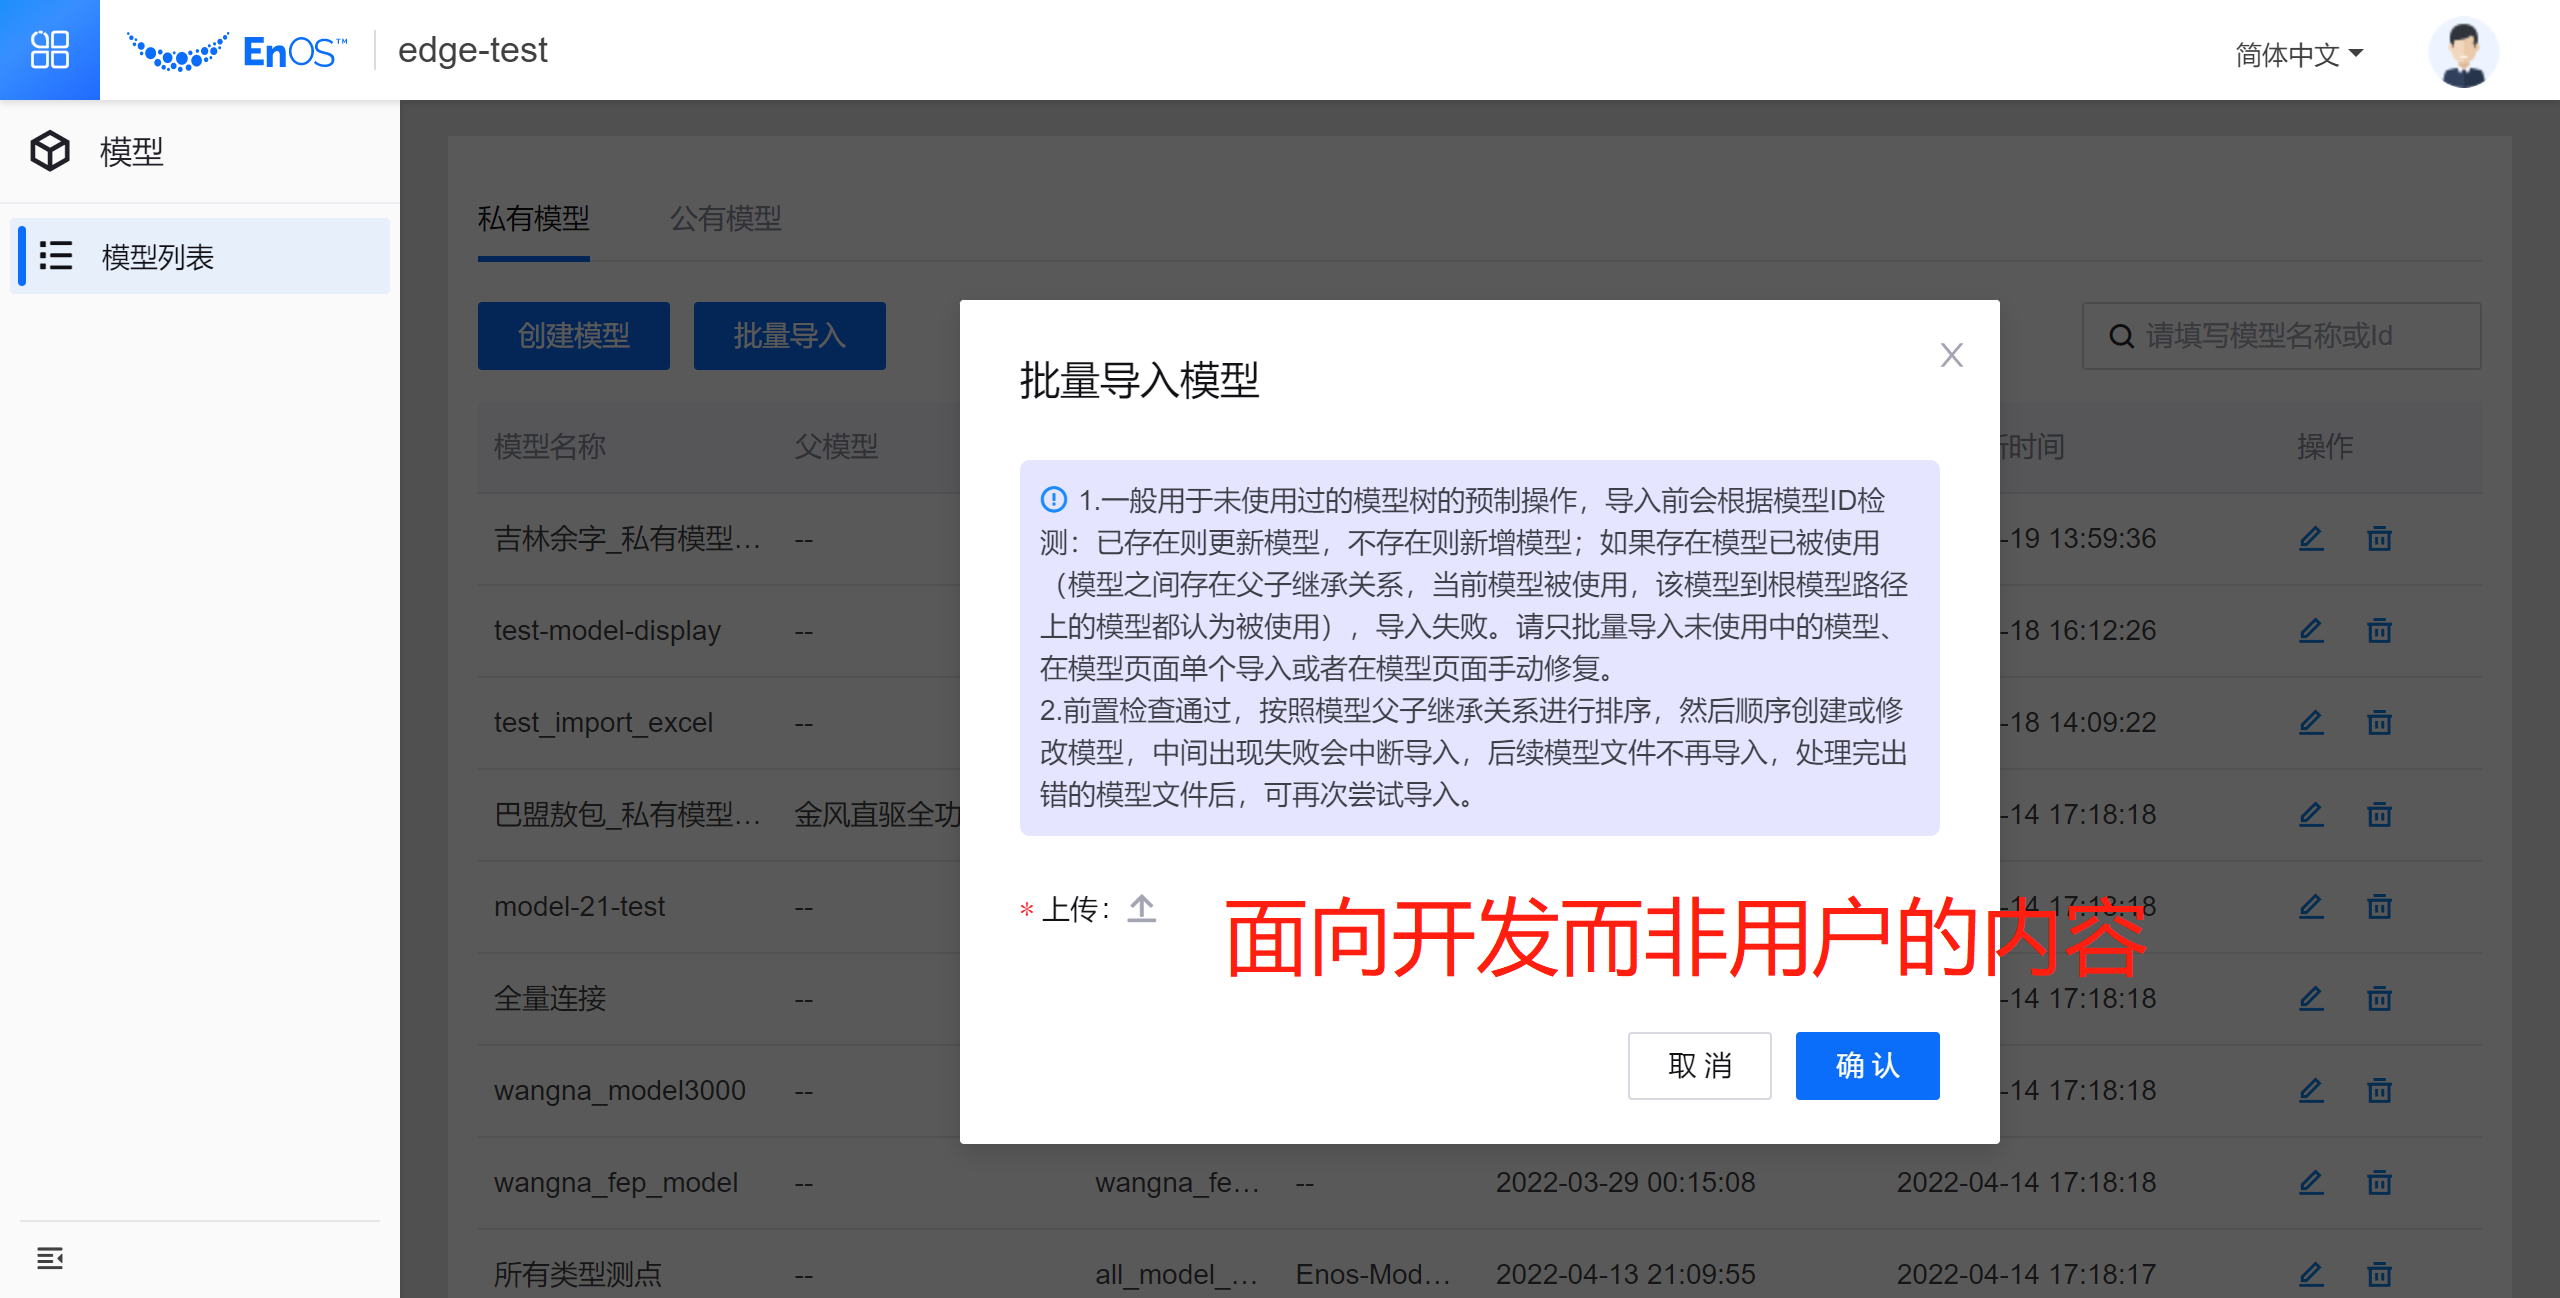 EnOS™
edge-test
简体中文
模型
模型列表
私有模型
公有模型
创建模型
批量导入
请填写模型名称或Id
模型名称
父模型
时间
操作
吉林余字_私有模型...
--
-19 13:59:36
test-model-display
--
-18 16:12:26
test_import_excel
--
-18 14:09:22
巴盟敖包_私有模型...
金风直驱全功
-14 17:18:18
model-21-test
--
-14 17:18:18
全量连接
--
-14 17:18:18
wangna_model3000
--
-14 17:18:18
wangna_fep_model
--
wangna_fe...
--
2022-03-29 00:15:08
2022-04-14 17:18:18
所有类型测点
--
all_model_...
Enos-Mod...
2022-04-13 21:09:55
2022-04-14 17:18:17
批量导入模型
1.一般用于未使用过的模型树的预制操作，导入前会根据模型ID检
测：已存在则更新模型，不存在则新增模型；如果存在模型已被使用
（模型之间存在父子继承关系，当前模型被使用，该模型到根模型路径
上的模型都认为被使用），导入失败。请只批量导入未使用中的模型、
在模型页面单个导入或者在模型页面手动修复。
2.前置检查通过，按照模型父子继承关系进行排序，然后顺序创建或修
改模型，中间出现失败会中断导入，后续模型文件不再导入，处理完出
错的模型文件后，可再次尝试导入。
* 上传：
面向开发而非用户的内容
取 消
确 认